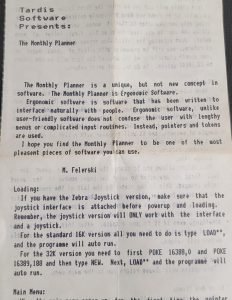 Tardis
Software
Presents:
The Monthly Planner
The Monthly Planner is a unique, but not new concept in
software. The Monthly Planner is Ergonomic Software.
Ergonomic software is software that has been written to
interface naturally with people. Ergonomic software, unlike
user-friendly software does not confuse the user with lengthy
menus or complicated input routines. Instead, pointers and tokens
are used.
I hope you find the Monthly Planner to be one of the most
pleasent pieces of software you can use.
M. Felerski
Loading:
If you have the Zebra Joystick version, make sure that the
joystick interface is attached before powerup and loading.
Remember, the joystick version will ONLY work with the interface
and a joystick.
For the standard 16K version all you need to do is type LOAD"",
and the programme will auto run.
For the 32K version you need to first POKE 16388,0 and POKE
16389,188 and then type NEW. Next, LOAD"" and the programme will
auto run.
Main Menu: